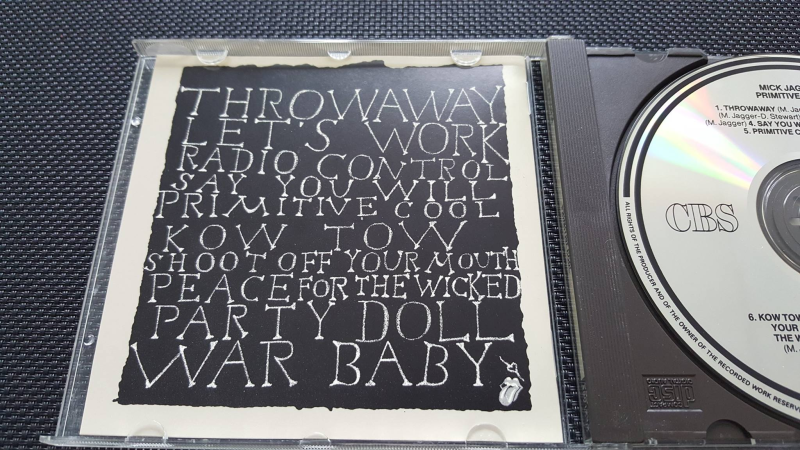 THROWAWAY
LET'S WORK
RADIO CONTROL
SAY YOU WILL
PRIMITIVE COOL
KOW TOW
SHOOT OFF YOUR MOUTH
PEACE FOR THE WICKED
PARTY DOLL
WAR BABY
MICK JAG
PRIMITIVE
1. THROWAWAY (M. Ja
(M. Jagger-D. Stewart)
(M. Jagger) 4. SAY YOU W
5. PRIMITIVE C
CBS
6. KOW TOW
YOUR
THE W
(M.
ALL RIGHTS OF THE PRODUCER AND OF THE OWNER OF THE RECORDED WORK RESERVE
COMPACT
disc